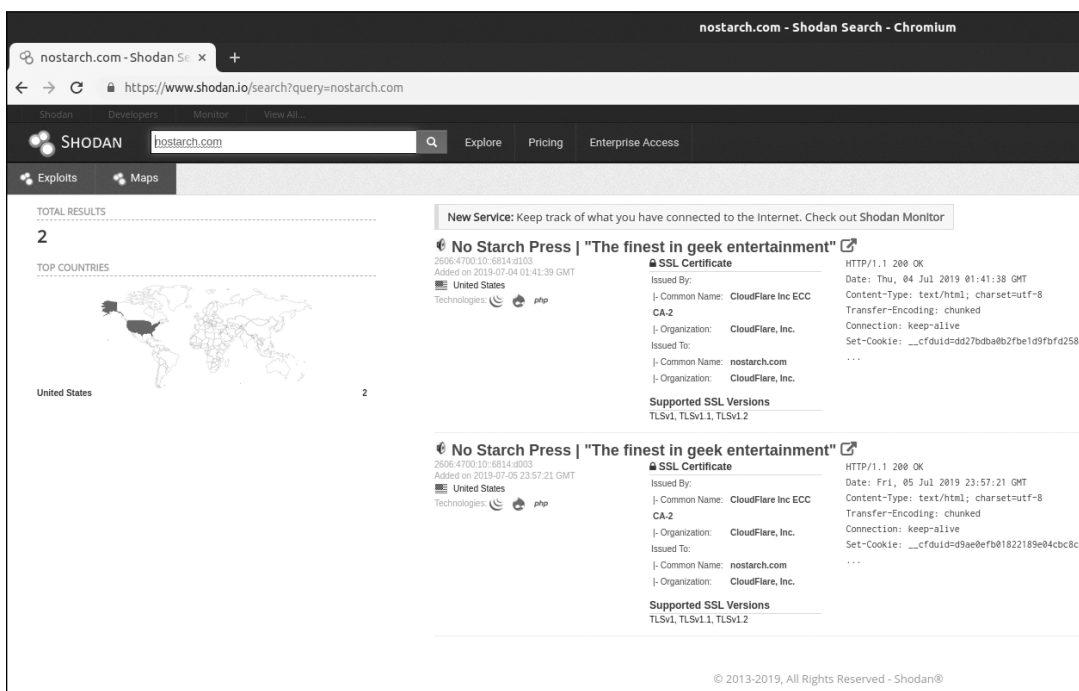 nostarch.com - Shodan Search - Chromium
nostarch.com - Shodan Se
https://www.shodan.io/search?query=nostarch.com
Shodan Developers Monitor View All...
SHODAN nostarch.com Explore Pricing Enterprise Access
Exploits Maps
TOTAL RESULTS
2
TOP COUNTRIES
United States 2
New Service: Keep track of what you have connected to the Internet. Check out Shodan Monitor
No Starch Press | "The finest in geek entertainment"
2606:4700:10::6814:d103
Added on 2019-07-04 01:41:39 GMT
United States
Technologies: php
SSL Certificate
Issued By:
|- Common Name: CloudFlare Inc ECC
CA-2
|- Organization: CloudFlare, Inc.
Issued To:
|- Common Name: nostarch.com
|- Organization: CloudFlare, Inc.
Supported SSL Versions
TLSv1, TLSv1.1, TLSv1.2
HTTP/1.1 200 OK
Date: Thu, 04 Jul 2019 01:41:38 GMT
Content-Type: text/html; charset=utf-8
Transfer-Encoding: chunked
Connection: keep-alive
Set-Cookie: __cfduid=dd27bdba0b2fbe1d9fbfd258
...
No Starch Press | "The finest in geek entertainment"
2606:4700:10::6814:d003
Added on 2019-07-05 23:57:21 GMT
United States
Technologies: php
SSL Certificate
Issued By:
|- Common Name: CloudFlare Inc ECC
CA-2
|- Organization: CloudFlare, Inc.
Issued To:
|- Common Name: nostarch.com
|- Organization: CloudFlare, Inc.
Supported SSL Versions
TLSv1, TLSv1.1, TLSv1.2
HTTP/1.1 200 OK
Date: Fri, 05 Jul 2019 23:57:21 GMT
Content-Type: text/html; charset=utf-8
Transfer-Encoding: chunked
Connection: keep-alive
Set-Cookie: __cfduid=d9ae0efb01822189e04cbc8c
...
© 2013-2019, All Rights Reserved - Shodan®